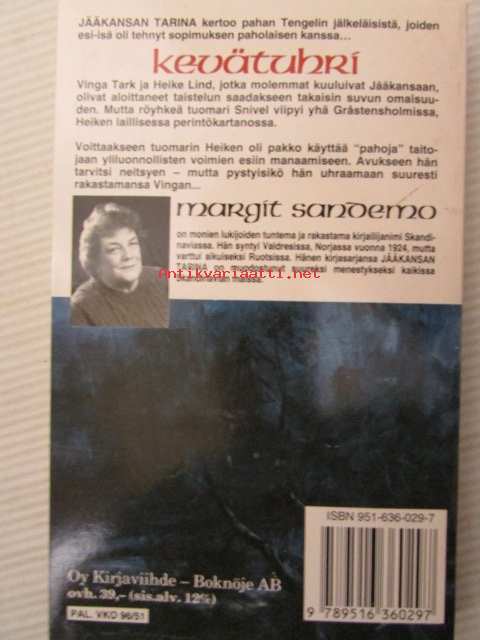 JÄÄKANSAN TARINA kertoo pahan Tengelin jälkeläisistä, joiden
esi-isä oli tehnyt sopimuksen paholaisen kanssa...
kevätuhri
Vinga Tark ja Heike Lind, jotka molemmat kuuluivat Jääkansaan,
olivat aloittaneet taistelun saadakseen takaisin suvun omaisuu-
den. Mutta röyhkeä tuomari Snivel viipyi yhä Gråstensholmissa,
Heiken laillisessa perintökartanossa.
Voittaakseen tuomarin Heiken oli pakko käyttää "pahoja" taito-
jaan yliluonnollisten voimien esiin manaamiseen. Avukseen hän
tarvitsi neitsyen – mutta pystyisikö hän uhraamaan suuresti
rakastamansa Vingan...
margit sandemo
on monien lukijoiden tuntema ja rakastama kirjailijanimi Skandi-
naviassa. Hän syntyi Valdresissa, Norjassa vuonna 1924, mutta
varttui aikuiseksi Ruotsissa. Hänen kirjasarjansa JÄÄKANSAN
TARINA on muodostunut suureksi menestykseksi kaikissa
Skandinavian maissa.
Antikvariaatti.net
ISBN 951-636-029-7
Oy Kirjaviihde – Boknöje AB
ovh. 39,– (sis.alv. 12%)
PAL. VKO 96/51
9 789516 360297